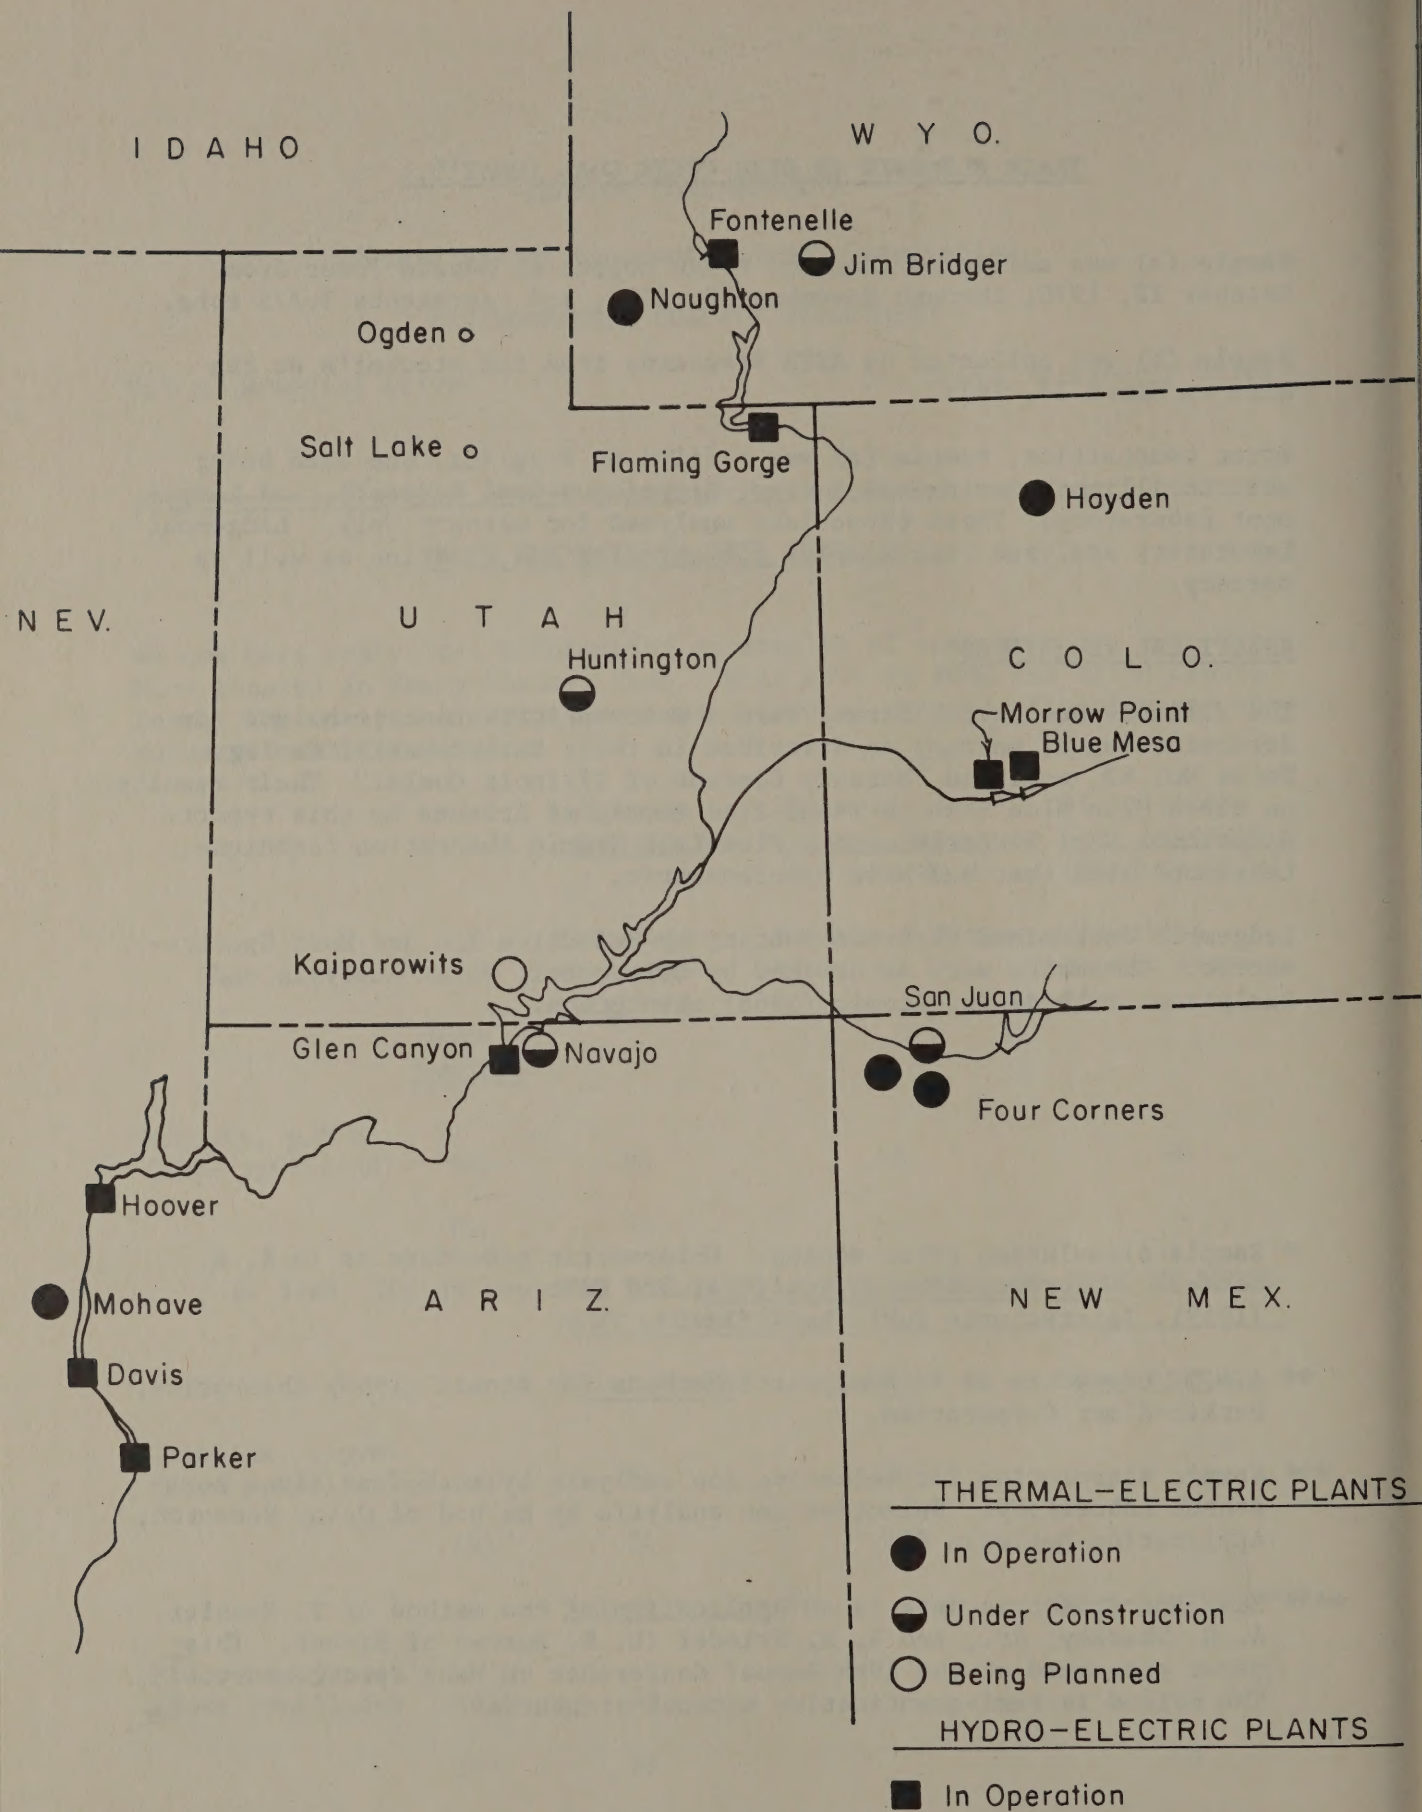 IDAHO
WYO.
Fontenelle
Jim Bridger
Naughton
Ogden
Salt Lake
Flaming Gorge
Hayden
NEV.
UTAH
Huntington
COLO.
Morrow Point
Blue Mesa
Kaiparowits
San Juan
Glen Canyon
Navajo
Four Corners
Hoover
Mohave
ARIZ.
NEW MEX.
Davis
Parker
THERMAL-ELECTRIC PLANTS
In Operation
Under Construction
Being Planned
HYDRO-ELECTRIC PLANTS
In Operation